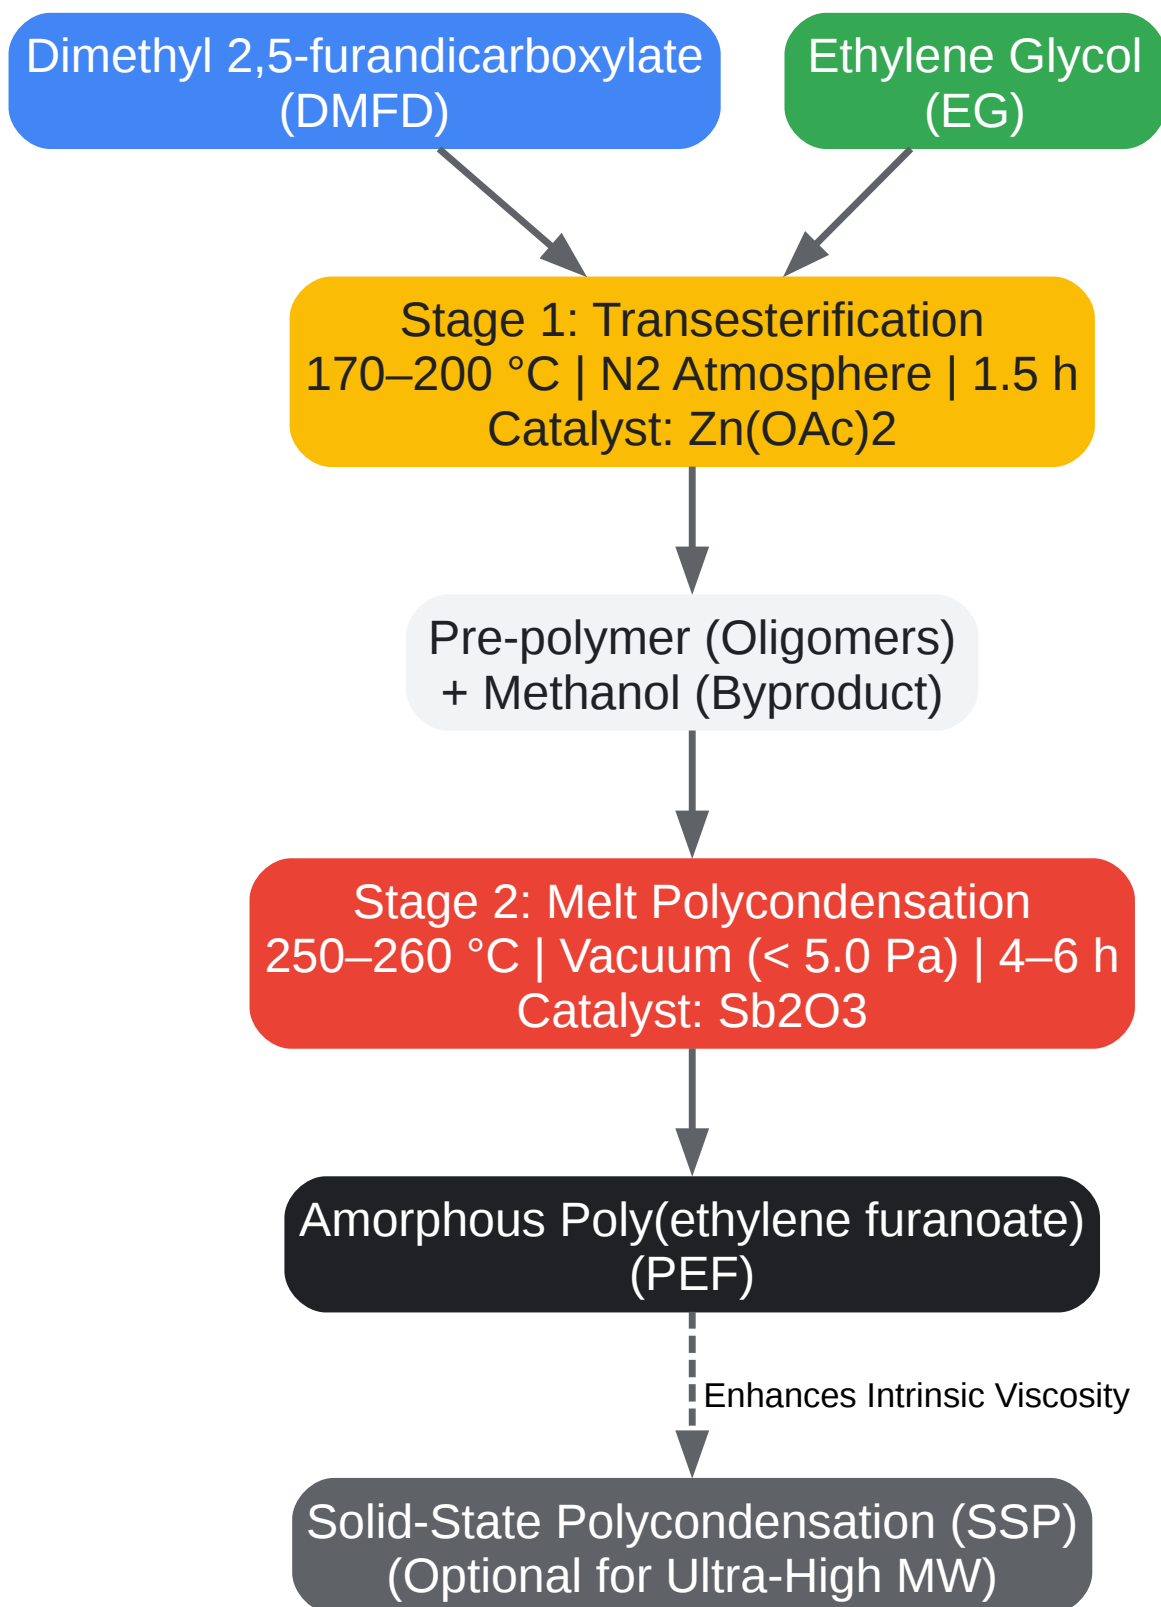 Dimethyl 2,5-furandicarboxylate
(DMFD)
Ethylene Glycol
(EG)
Stage 1: Transesterification
170–200 °C | N2 Atmosphere | 1.5 h
Catalyst: Zn(OAc)2
Pre-polymer (Oligomers)
+ Methanol (Byproduct)
Stage 2: Melt Polycondensation
250–260 °C | Vacuum (< 5.0 Pa) | 4–6 h
Catalyst: Sb2O3
Amorphous Poly(ethylene furanoate)
(PEF)
Enhances Intrinsic Viscosity
Solid-State Polycondensation (SSP)
(Optional for Ultra-High MW)